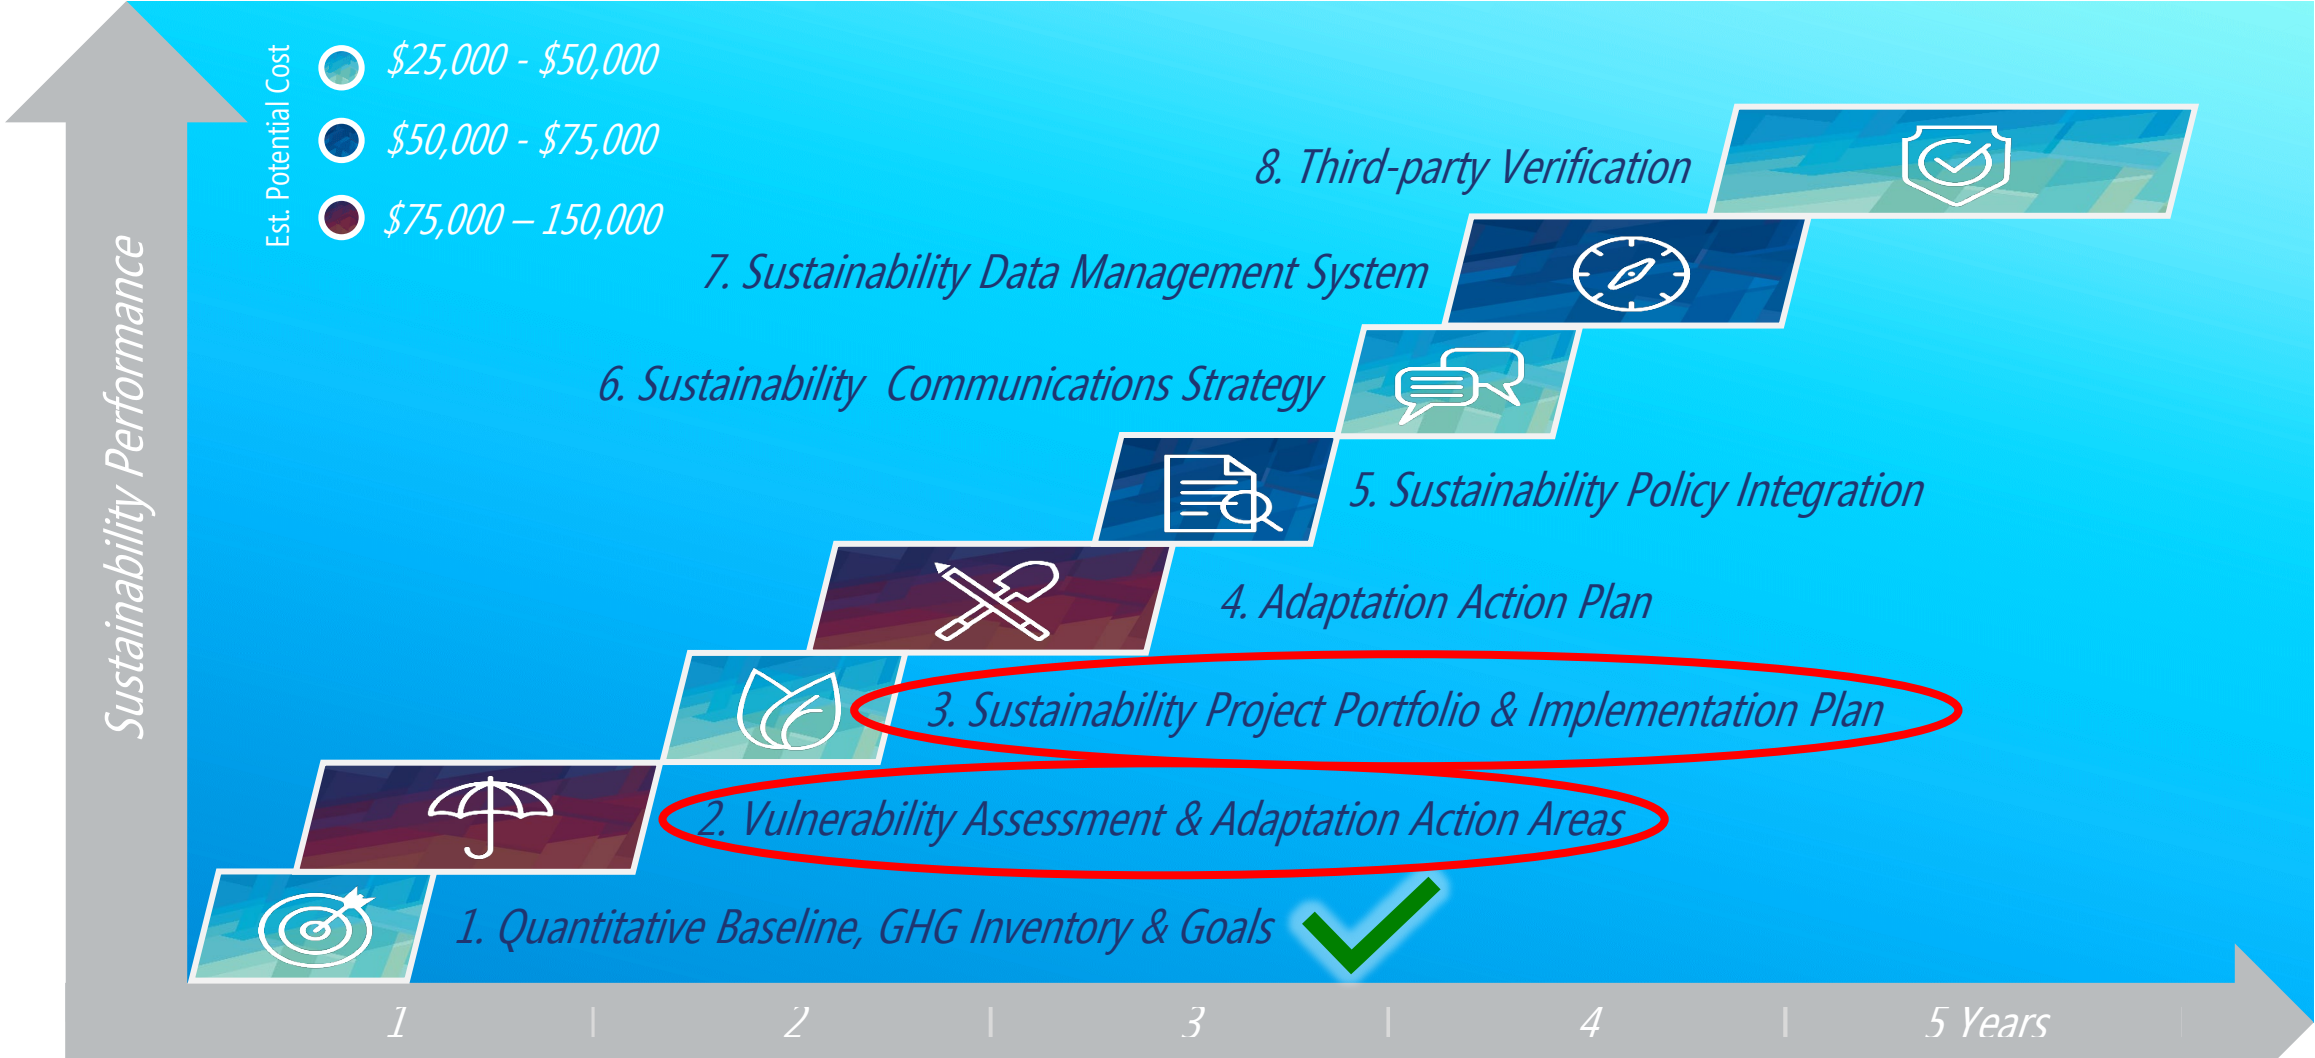 Est. Potential Cost
$25,000 - $50,000
$50,000 - $75,000
$75,000 – 150,000
Sustainability Performance
8. Third-party Verification
7. Sustainability Data Management System
6. Sustainability  Communications Strategy
5. Sustainability Policy Integration
4. Adaptation Action Plan
3. Sustainability Project Portfolio & Implementation Plan
2. Vulnerability Assessment & Adaptation Action Areas
1. Quantitative Baseline, GHG Inventory & Goals
1 | 2 | 3 | 4 | 5 Years